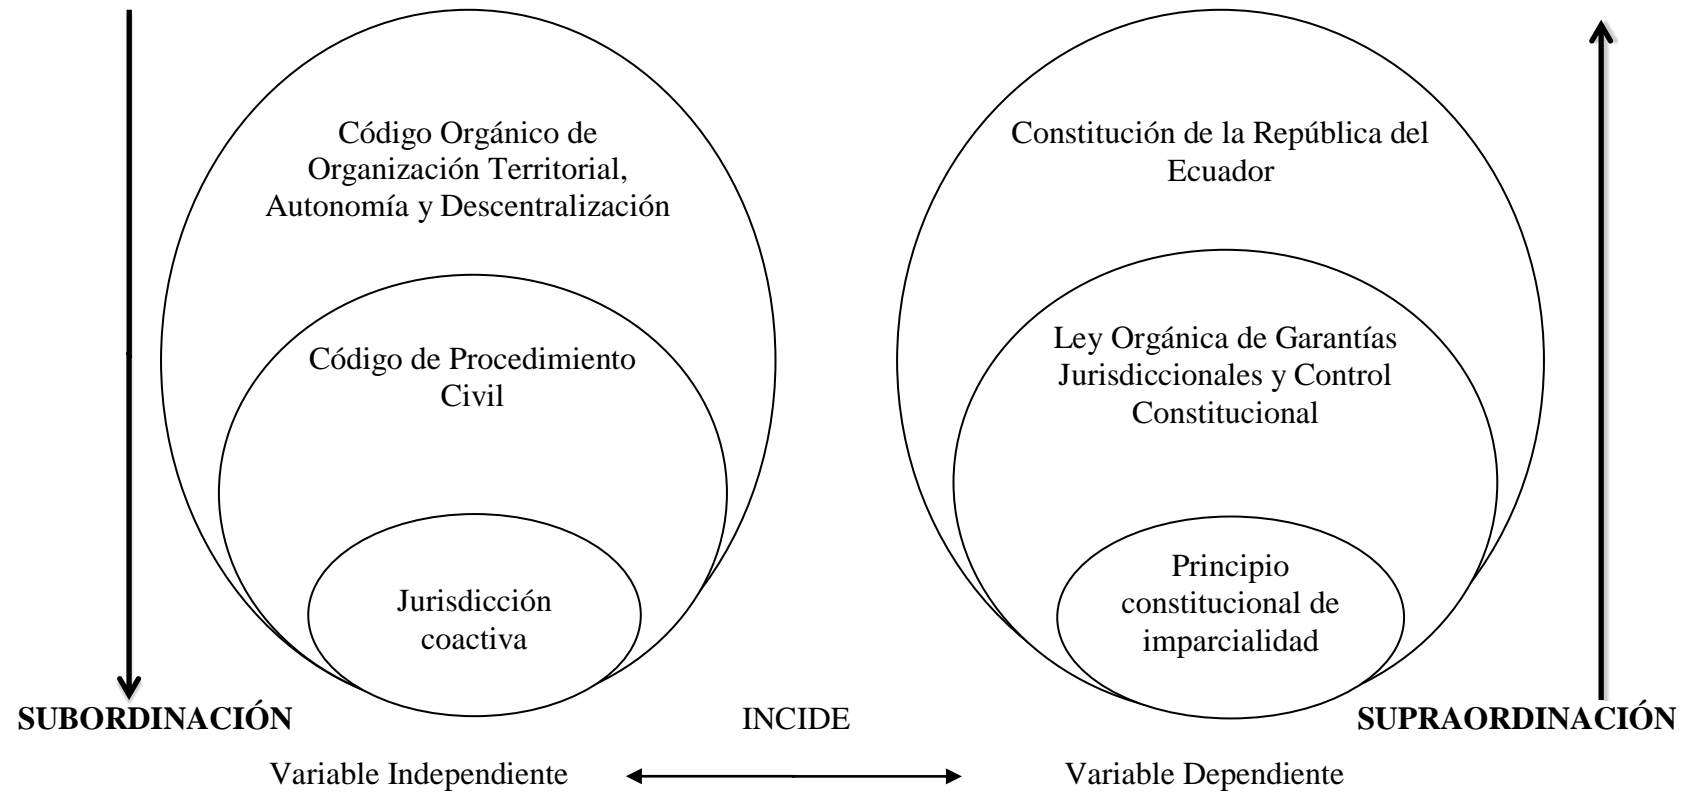 Código Orgánico de
Organización Territorial,
Autonomía y Descentralización
Código de Procedimiento
Civil
Jurisdicción
coactiva
Constitución de la República del
Ecuador
Ley Orgánica de Garantías
Jurisdiccionales y Control
Constitucional
Principio
constitucional de
imparcialidad
SUBORDINACIÓN
INCIDE
SUPRAORDINACIÓN
Variable Independiente
Variable Dependiente